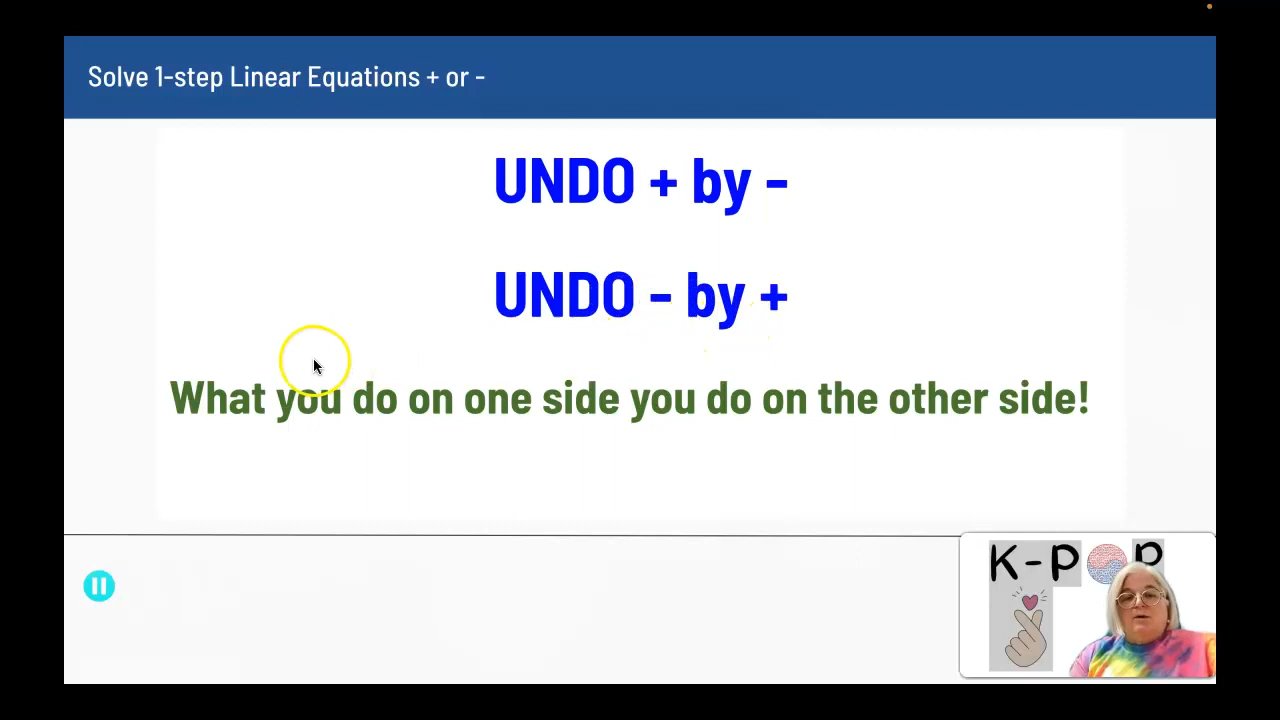 Solve 1-step Linear Equations + or -
UNDO + by -
UNDO - by +
What you do on one side you do on the other side!
K-POP